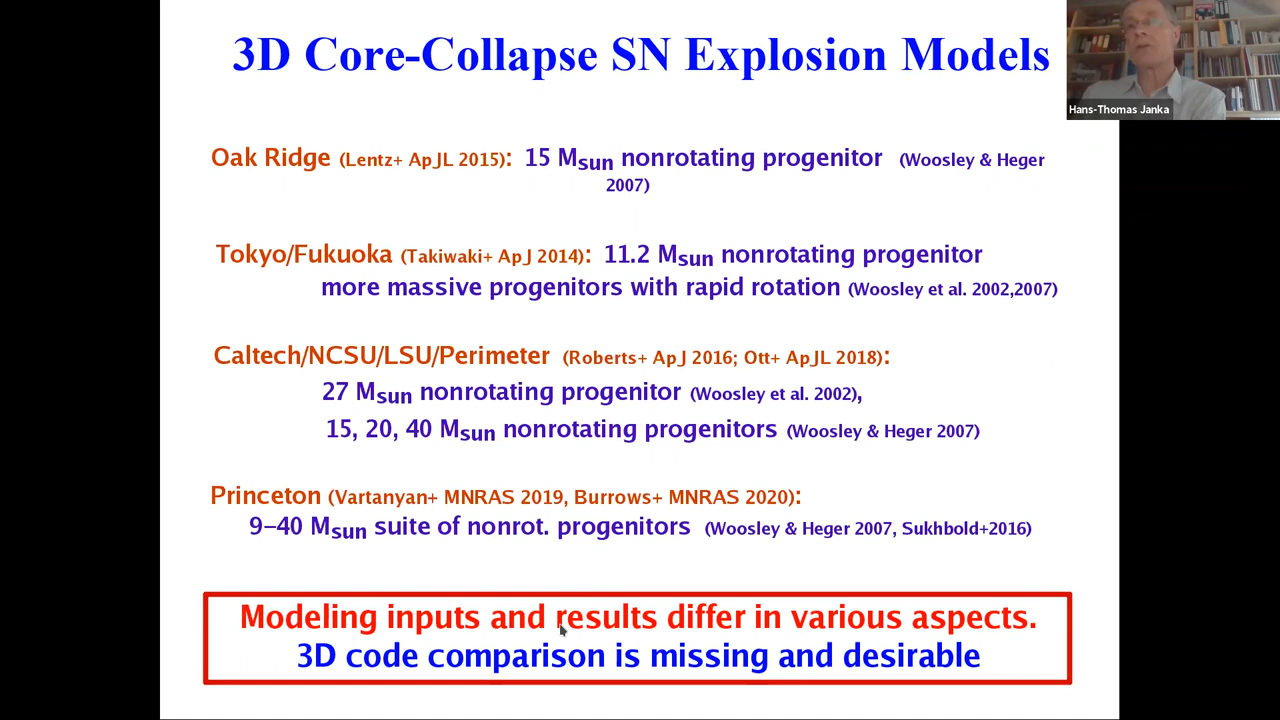 3D Core-Collapse SN Explosion Models
Hans-Thomas Janka
Oak Ridge (Lentz+ ApJL 2015): 15 Msun nonrotating progenitor (Woosley & Heger
2007)
Tokyo/Fukuoka (Takiwaki+ ApJ 2014): 11.2 Msun nonrotating progenitor
more massive progenitors with rapid rotation (Woosley et al. 2002,2007)
Caltech/NCSU/LSU/Perimeter (Roberts+ ApJ 2016; Ott+ ApJL 2018):
27 Msun nonrotating progenitor (Woosley et al. 2002),
15, 20, 40 Msun nonrotating progenitors (Woosley & Heger 2007)
Princeton (Vartanyan+ MNRAS 2019, Burrows+ MNRAS 2020):
9–40 Msun suite of nonrot. progenitors (Woosley & Heger 2007, Sukhbold+2016)
Modeling inputs and results differ in various aspects.
3D code comparison is missing and desirable